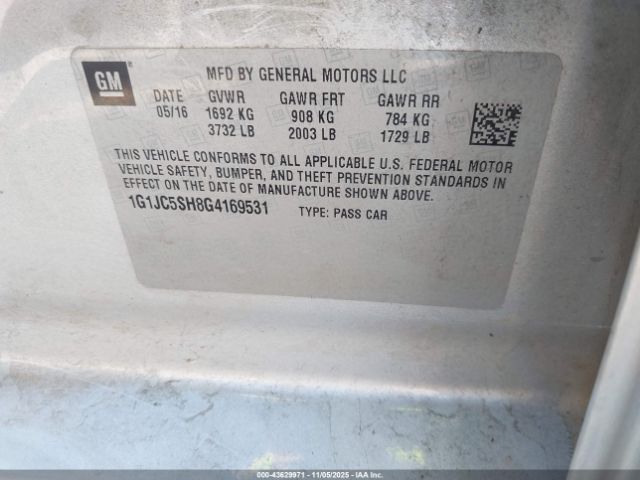 GM
MFD BY GENERAL MOTORS LLC
DATE GVWR GAWR FRT GAWR RR
05/16 1692 KG 908 KG 784 KG
3732 LB 2003 LB 1729 LB
THIS VEHICLE CONFORMS TO ALL APPLICABLE U.S. FEDERAL MOTOR
VEHICLE SAFETY, BUMPER, AND THEFT PREVENTION STANDARDS IN
EFFECT ON THE DATE OF MANUFACTURE SHOWN ABOVE.
1G1JC5SH8G4169531 TYPE: PASS CAR
000-43629971 - 11/05/2025 - IAAI.COM